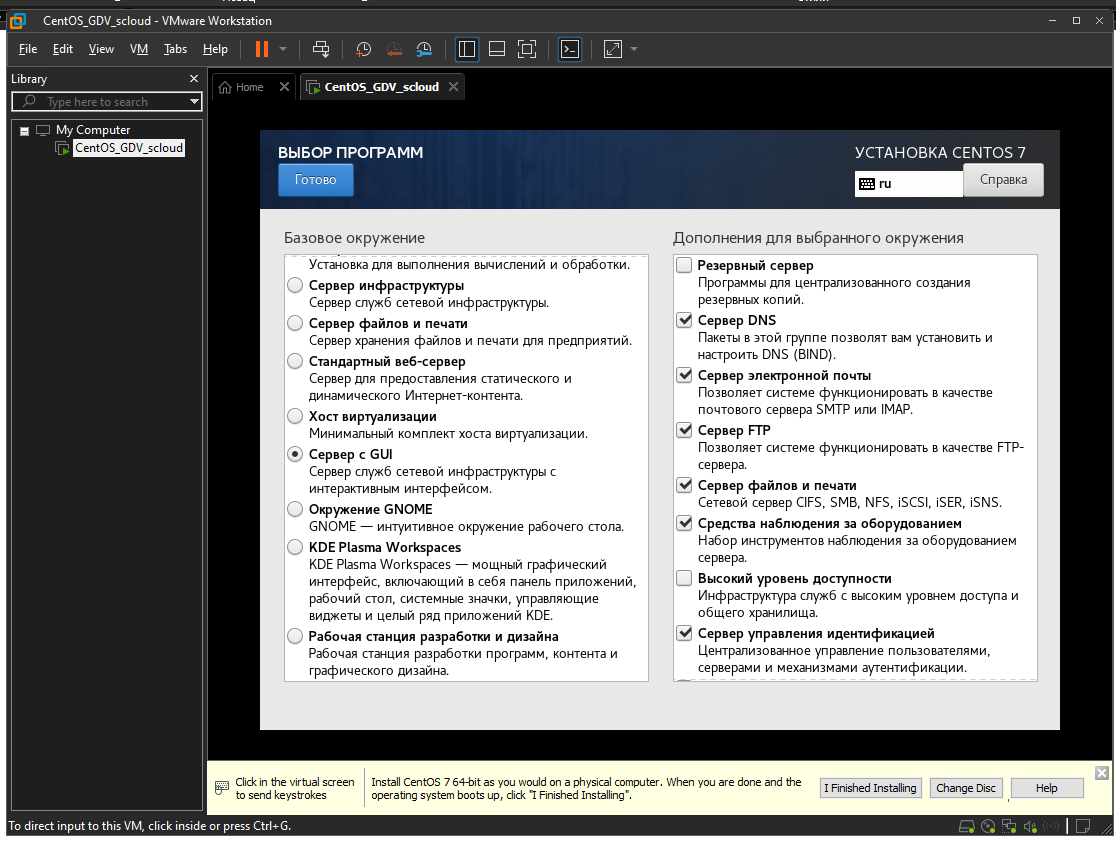 CentOS_GDV_scloud - VMware Workstation
File Edit View VM Tabs Help
Library
Type here to search
My Computer
CentOS_GDV_scloud
Home
CentOS_GDV_scloud
ВЫБОР ПРОГРАММ
УСТАНОВКА CENTOS 7
Готово
ru
Справка
Базовое окружение
Установка для выполнения вычислений и обработки.
Сервер инфраструктуры
Сервер служб сетевой инфраструктуры.
Сервер файлов и печати
Сервер хранения файлов и печати для предприятий.
Стандартный веб-сервер
Сервер для предоставления статического и
динамического Интернет-контента.
Хост виртуализации
Минимальный комплект хоста виртуализации.
Сервер с GUI
Сервер служб сетевой инфраструктуры с
интерактивным интерфейсом.
Окружение GNOME
GNOME — интуитивное окружение рабочего стола.
KDE Plasma Workspaces
KDE Plasma Workspaces — мощный графический
интерфейс, включающий в себя панель приложений,
рабочий стол, системные значки, управляющие
виджеты и целый ряд приложений KDE.
Рабочая станция разработки и дизайна
Рабочая станция разработки программ, контента и
графического дизайна.
Дополнения для выбранного окружения
Резервный сервер
Программы для централизованного создания
резервных копий.
Сервер DNS
Пакеты в этой группе позволят вам установить и
настроить DNS (BIND).
Сервер электронной почты
Позволяет системе функционировать в качестве
почтового сервера SMTP или IMAP.
Сервер FTP
Позволяет системе функционировать в качестве FTP-
сервера.
Сервер файлов и печати
Сетевой сервер CIFS, SMB, NFS, iSCSI, iSER, iSNS.
Средства наблюдения за оборудованием
Набор инструментов наблюдения за оборудованием
сервера.
Высокий уровень доступности
Инфраструктура служб с высоким уровнем доступа и
общего хранилища.
Сервер управления идентификацией
Централизованное управление пользователями,
серверами и механизмами аутентификации.
Click in the virtual screen
to send keystrokes
Install CentOS 7 64-bit as you would on a physical computer. When you are done and the
operating system boots up, click "I Finished Installing".
I Finished Installing
Change Disc
Help
To direct input to this VM, click inside or press Ctrl+G.